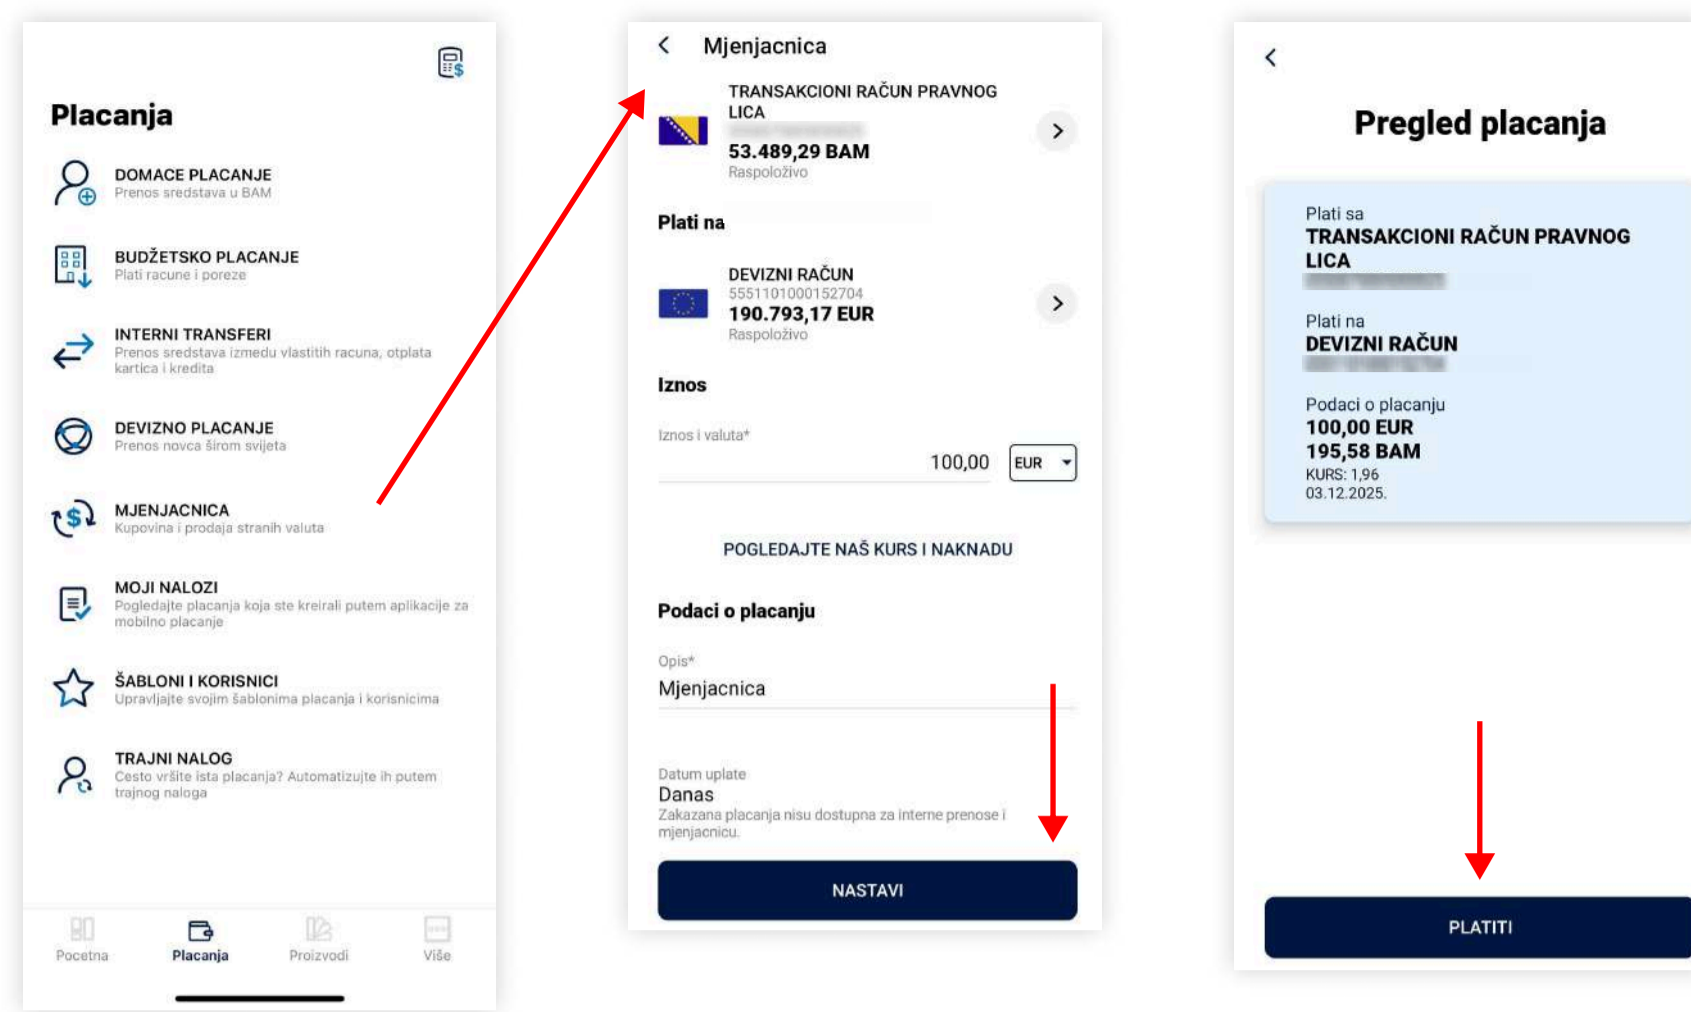 Placanja
DOMACE PLACANJE
Prenos sredstava u BAM
BUDŽETSKO PLACANJE
Plati racune i poreze
INTERNI TRANSFERI
Prenos sredstava izmedu vlastitih racuna, otplata
kartica i kredita
DEVIZNO PLACANJE
Prenos novca širom svijeta
MJENJACNICA
Kupovina i prodaja stranih valuta
MOJI NALOZI
Pogledajte placanja koja ste kreirali putem aplikacije za
mobilno placanje
ŠABLONI I KORISNICI
Upravljajte svojim šablonima placanja i korisnicima
TRAJNI NALOG
Cesto vršite ista placanja? Automatizujte ih putem
trajnog naloga
Pocetna
Placanja
Proizvodi
Više
Mjenjacnica
TRANSAKCIONI RAČUN PRAVNOG
LICA
53.489,29 BAM
Raspoloživo
Plati na
DEVIZNI RAČUN
5551101000152704
190.793,17 EUR
Raspoloživo
Iznos
Iznos i valuta*
100,00 EUR
POGLEDAJTE NAŠ KURS I NAKNADU
Podaci o placanju
Opis*
Mjenjacnica
Datum uplate
Danas
Zakazana placanja nisu dostupna za interne prenose i
mjenjacnicu.
NASTAVI
Pregled placanja
Plati sa
TRANSAKCIONI RAČUN PRAVNOG
LICA
Plati na
DEVIZNI RAČUN
Podaci o placanju
100,00 EUR
195,58 BAM
KURS: 1,96
03.12.2025.
PLATITI